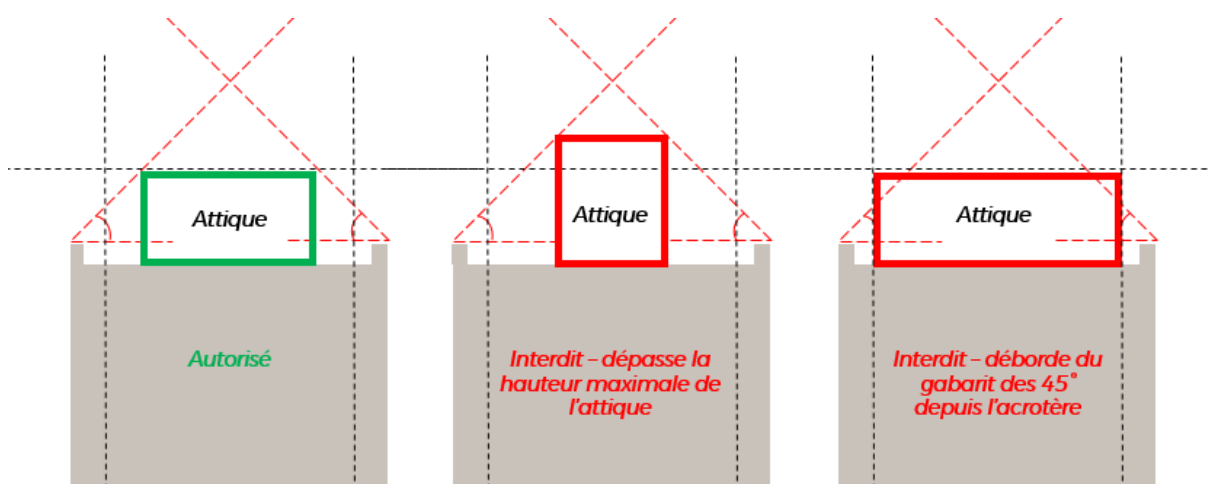 Attique
Attique
Attique
Autorisé
Interdit – dépasse la
hauteur maximale de
l'attique
Interdit – déborde du
gabarit des 45°
depuis l'acrotère